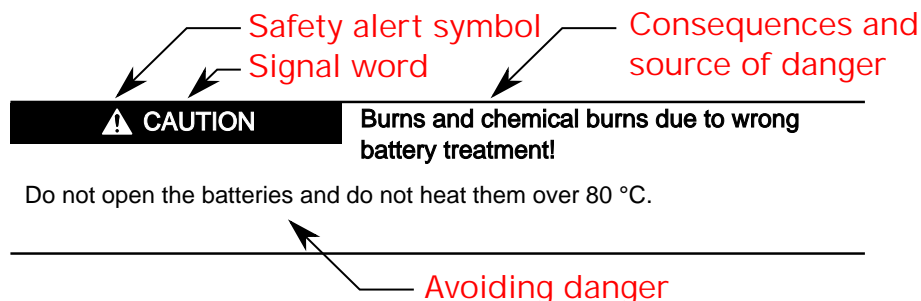 Safety alert symbol
Consequences and
Signal word
source of danger
CAUTION
Burns and chemical burns due to wrong
battery treatment!
Do not open the batteries and do not heat them over 80 °C.
Avoiding danger